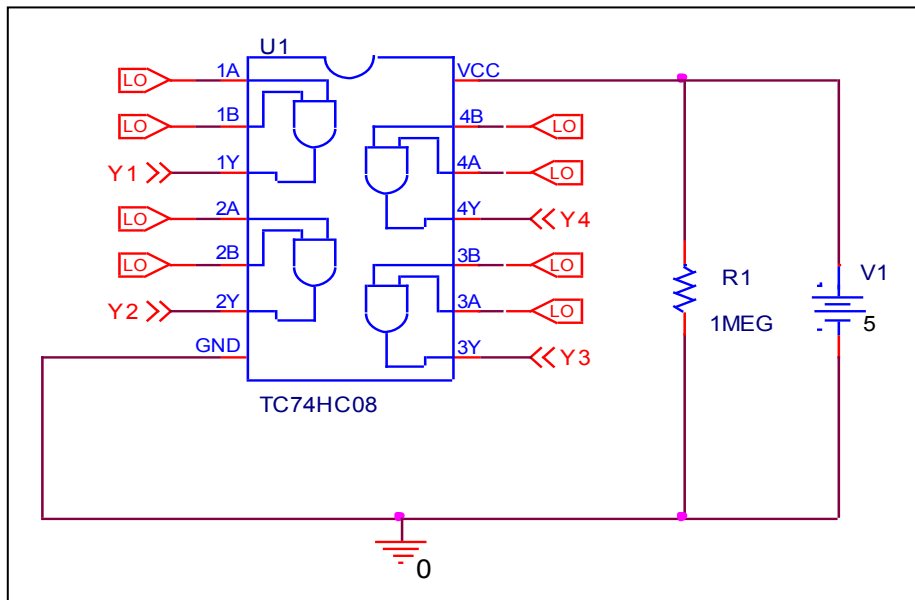 U1
LO 1A VCC
LO 1B 4B LO
Y1 1Y 4A LO
LO 2A 4Y Y4
LO 2B 3B LO
Y2 2Y 3A LO
GND 3Y Y3
TC74HC08
R1
1MEG
V1
5
0